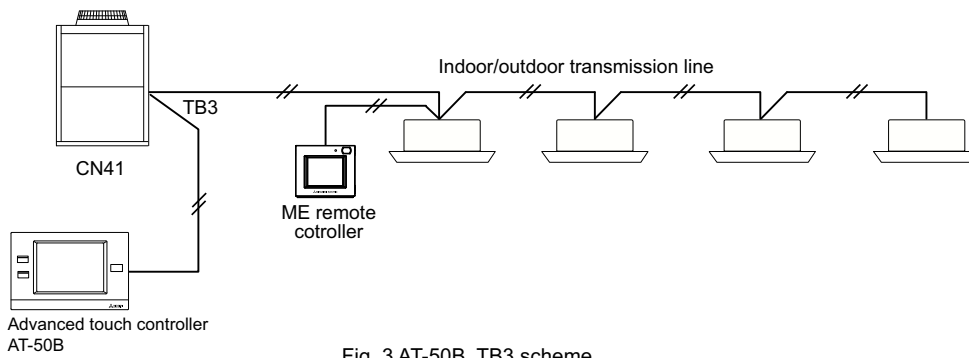 Indoor/outdoor transmission line
TB3
CN41
ME remote
cotroller
Advanced touch controller
AT-50B
Fig. 3 AT-50B TB3 scheme